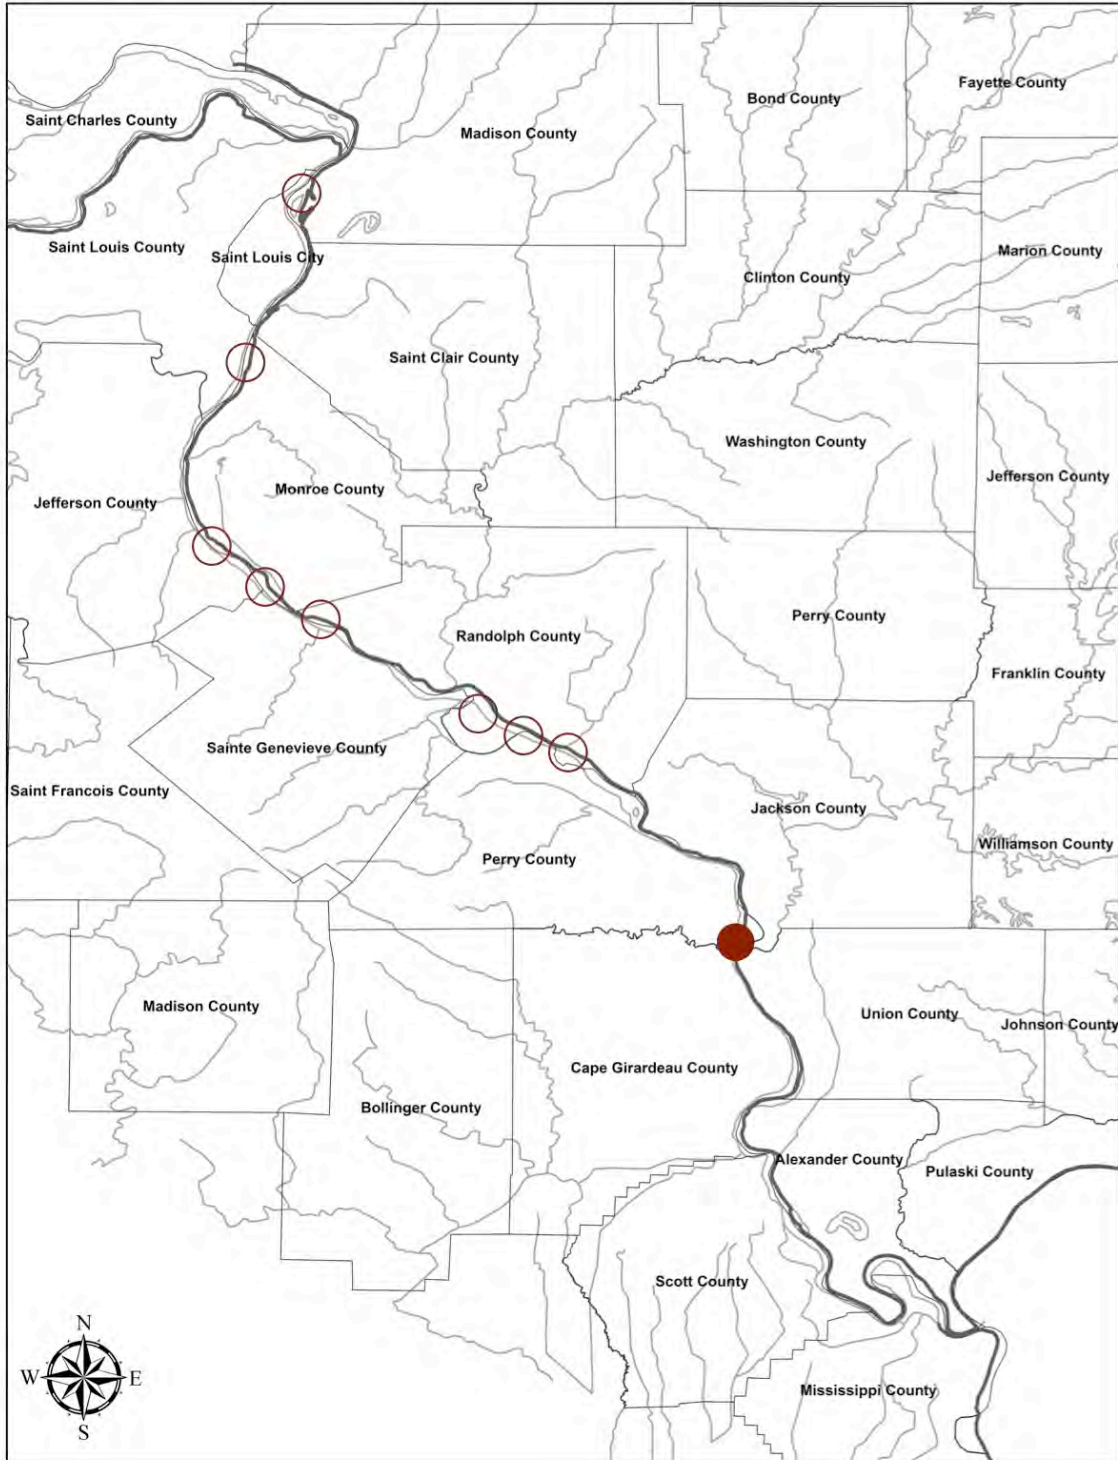 Fayette County
Bond County
Saint Charles County
Madison County
Saint Louis County
Marion County
Saint Louis City
Clinton County
Saint Clair County
Washington County
Jefferson County
Monroe County
Jefferson County
Perry County
Randolph County
Franklin County
Sainte Genevieve County
Saint Francois County
Jackson County
Williamson County
Perry County
Madison County
Union County
Johnson County
Cape Girardeau County
Bollinger County
Alexander County
Pulaski County
Scott County
N
W E
S
Mississippi County